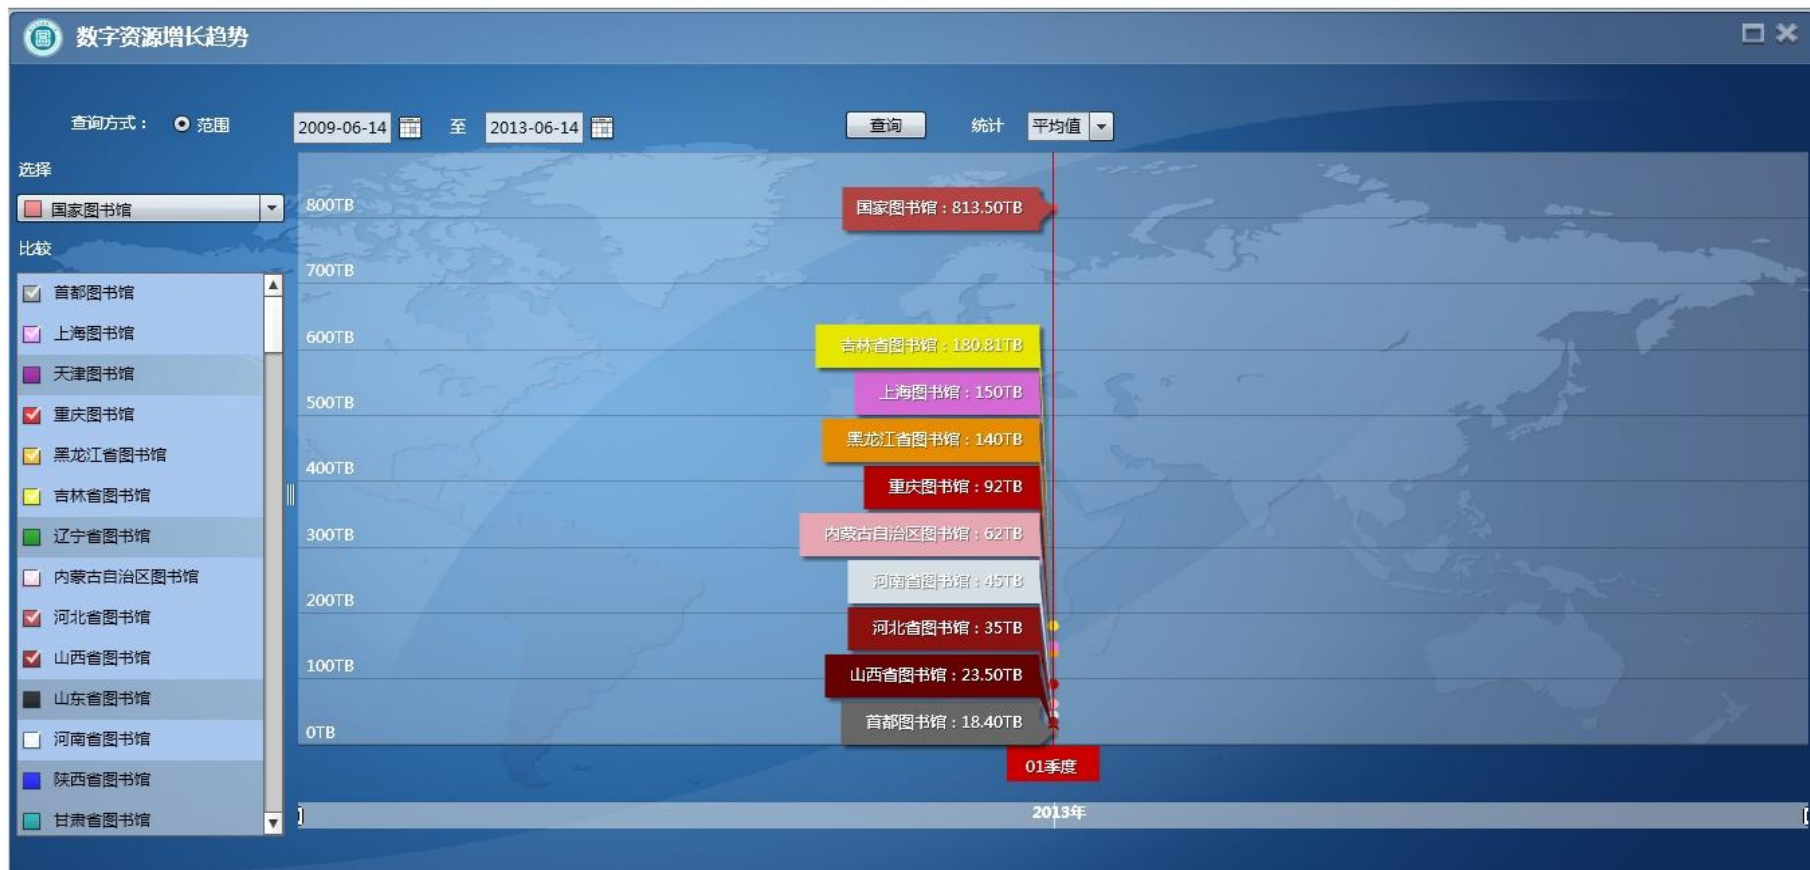 数字资源增长趋势
查询方式： 范围 2009-06-14 至 2013-06-14 查询 统计 平均值
选择
国家图书馆
比较
首都图书馆
上海图书馆
天津图书馆
重庆图书馆
黑龙江省图书馆
吉林省图书馆
辽宁省图书馆
内蒙古自治区图书馆
河北省图书馆
山西省图书馆
山东省图书馆
河南省图书馆
陕西省图书馆
甘肃省图书馆
800TB
700TB
600TB
500TB
400TB
300TB
200TB
100TB
0TB
国家图书馆：813.50TB
吉林省图书馆：180.81TB
上海图书馆：150TB
黑龙江省图书馆：140TB
重庆图书馆：92TB
内蒙古自治区图书馆：62TB
河南省图书馆：45TB
河北省图书馆：35TB
山西省图书馆：23.50TB
首都图书馆：18.40TB
01季度
2013年